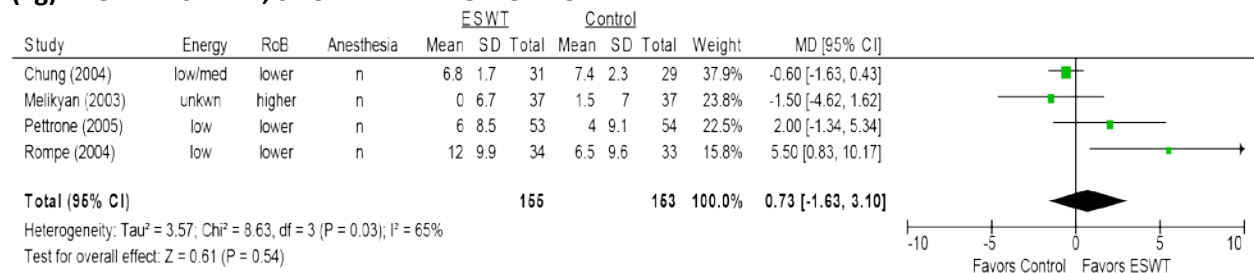 ESWT Control
Study Energy RoB Anesthesia Mean SD Total Mean SD Total Weight MD [95% CI]
Chung (2004) low/med lower n 6.8 1.7 31 7.4 2.3 29 37.9% -0.60 [-1.63, 0.43]
Melikyan (2003) unkwn higher n 0 6.7 37 1.5 7 37 23.8% -1.50 [-4.62, 1.62]
Pettrone (2005) low lower n 6 8.5 53 4 9.1 54 22.5% 2.00 [-1.34, 5.34]
Rompe (2004) low lower n 12 9.9 34 6.5 9.6 33 15.8% 5.50 [0.83, 10.17]
Total (95% CI) 155 153 100.0% 0.73 [-1.63, 3.10]
Heterogeneity: Tau² = 3.57; Chi² = 8.63, df = 3 (P = 0.03); I² = 65%
Test for overall effect: Z = 0.61 (P = 0.54)
-10 -5 0 5 10
Favors Control Favors ESWT